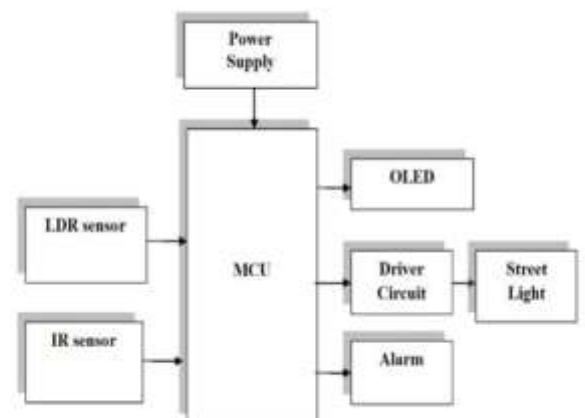 Power
Supply
OLED
LDR sensor
MCU
Driver
Circuit
Street
Light
IR sensor
Alarm